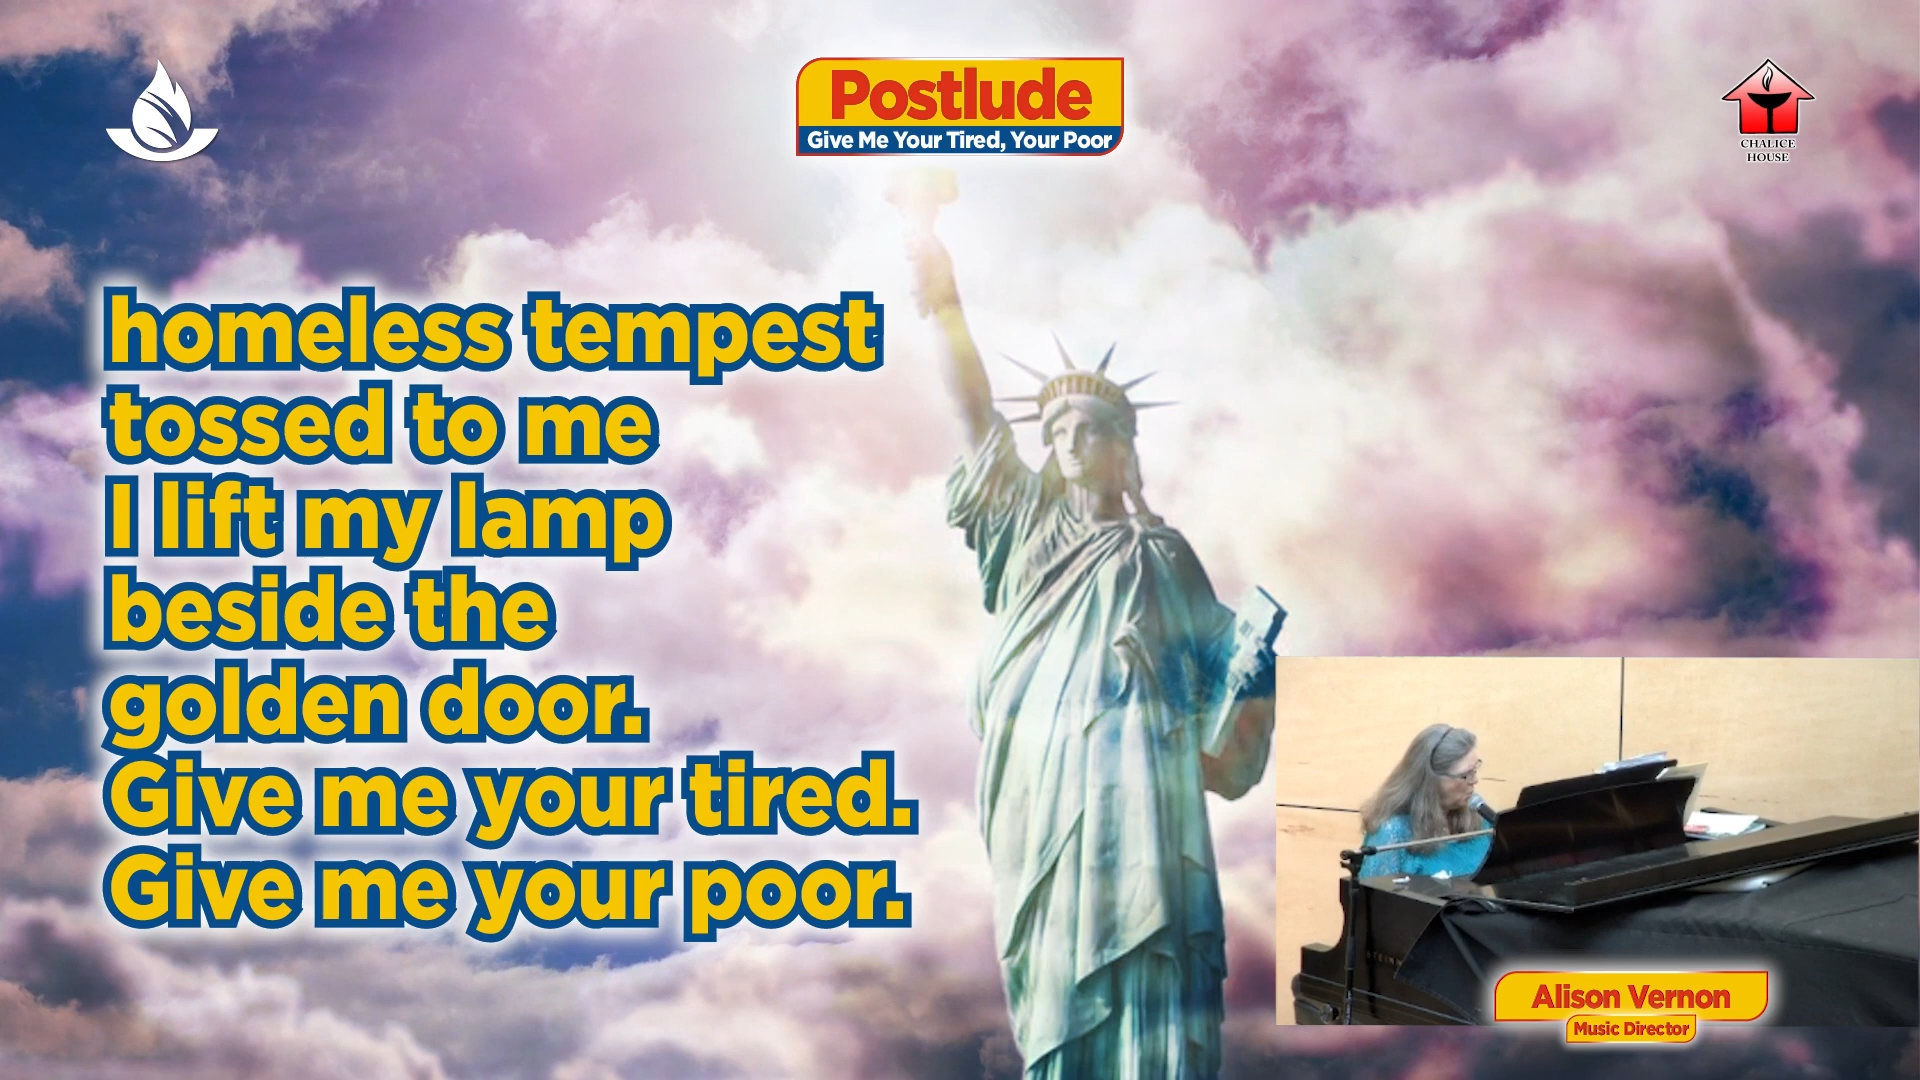 Postlude
Give Me Your Tired, Your Poor
CHALICE
HOUSE
homeless tempest
tossed to me
I lift my lamp
beside the
golden door.
Give me your tired.
Give me your poor.
Alison Vernon
Music Director